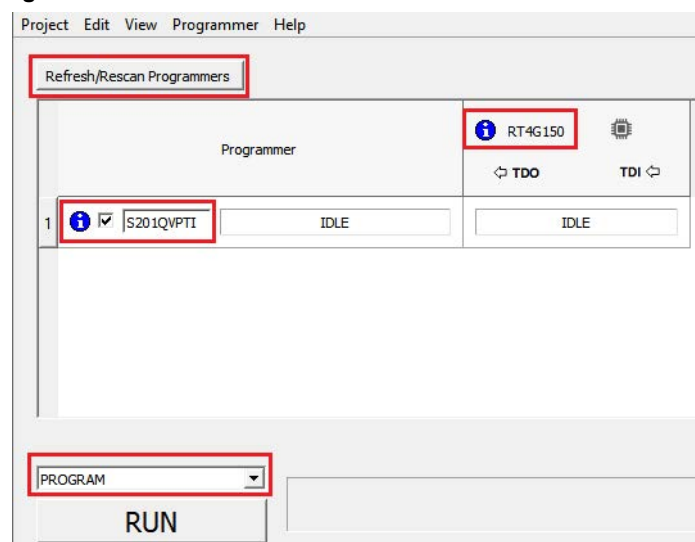 Project Edit View Programmer Help
Refresh/Rescan Programmers
Programmer
RT4G150
TDO TDI
1 S201QVPTI IDLE IDLE
PROGRAM
RUN